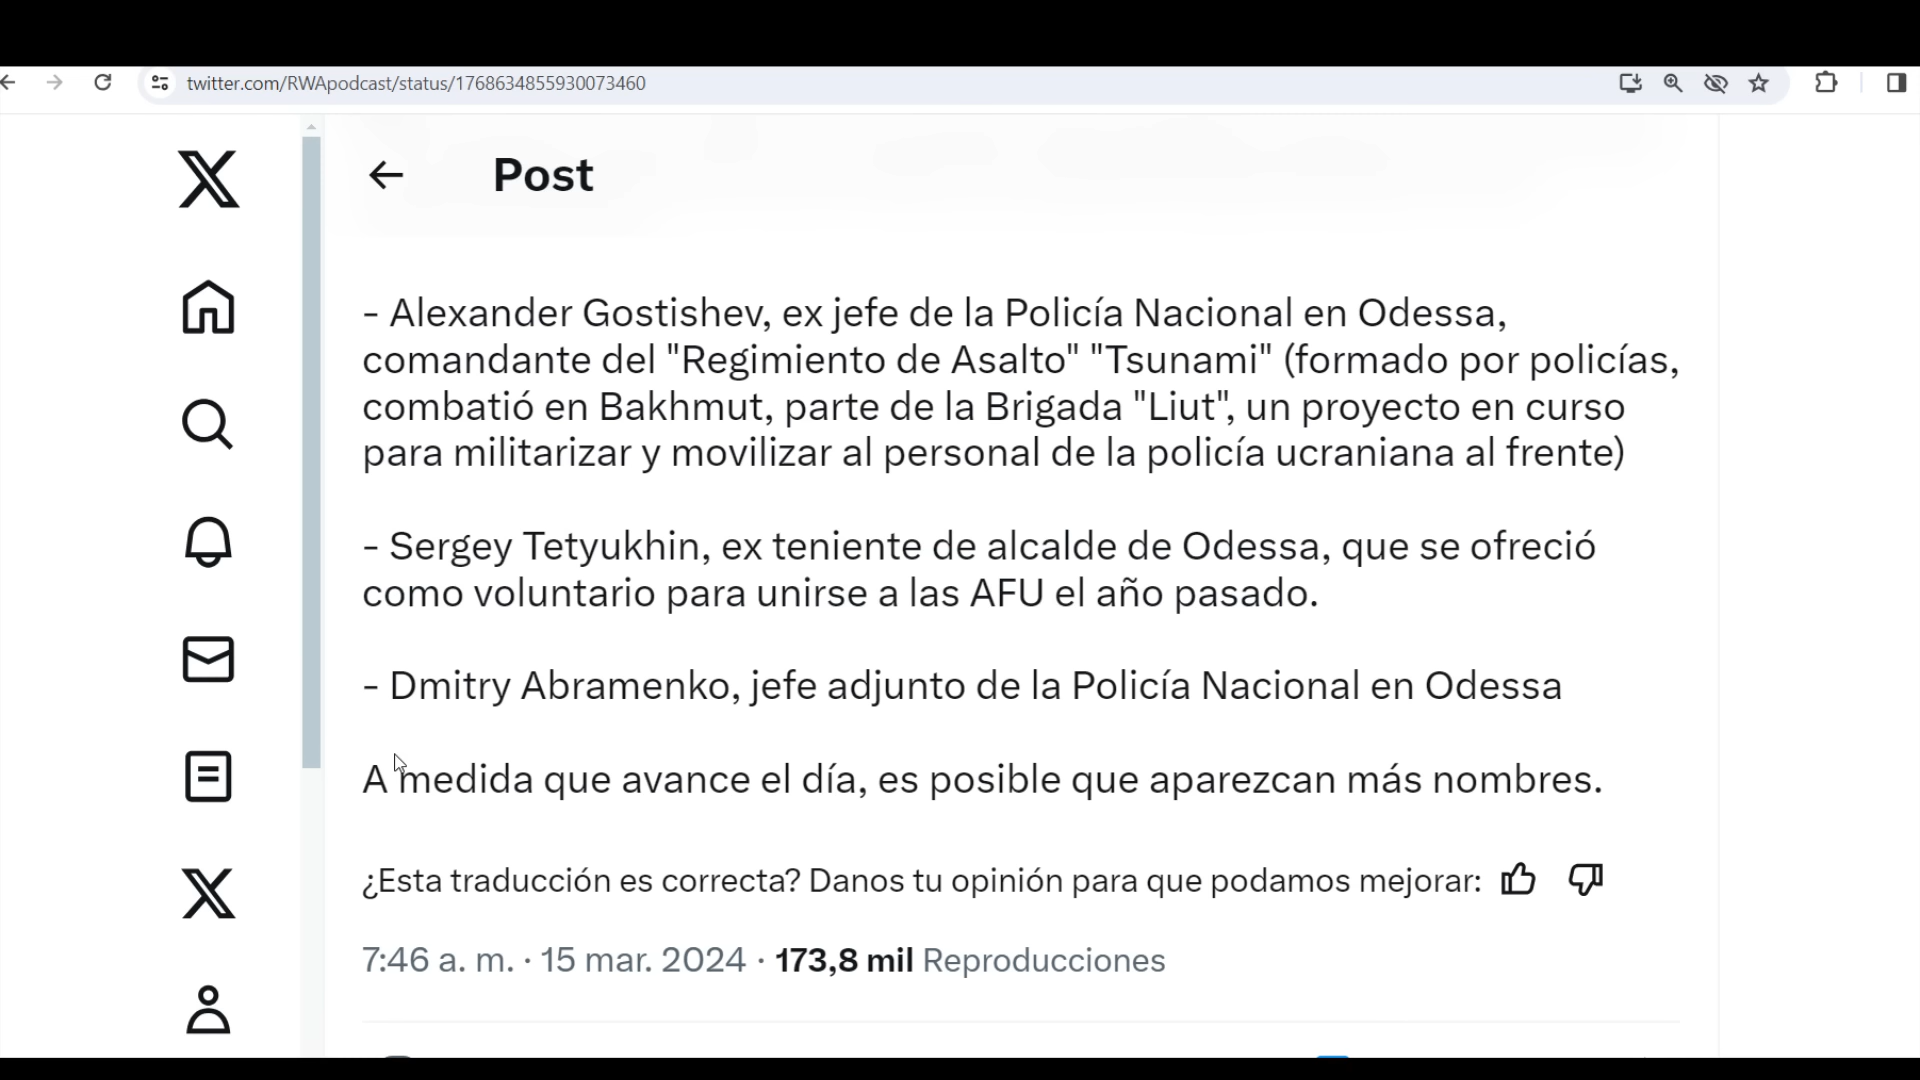 twitter.com/RWApodcast/status/1768634855930073460
Post
- Alexander Gostishev, ex jefe de la Policía Nacional en Odessa,
comandante del "Regimiento de Asalto" "Tsunami" (formado por policías,
combatió en Bakhmut, parte de la Brigada "Liut", un proyecto en curso
para militarizar y movilizar al personal de la policía ucraniana al frente)
- Sergey Tetyukhin, ex teniente de alcalde de Odessa, que se ofreció
como voluntario para unirse a las AFU el año pasado.
- Dmitry Abramenko, jefe adjunto de la Policía Nacional en Odessa
A medida que avance el día, es posible que aparezcan más nombres.
¿Esta traducción es correcta? Danos tu opinión para que podamos mejorar:
7:46 a. m. · 15 mar. 2024 · 173,8 mil Reproducciones